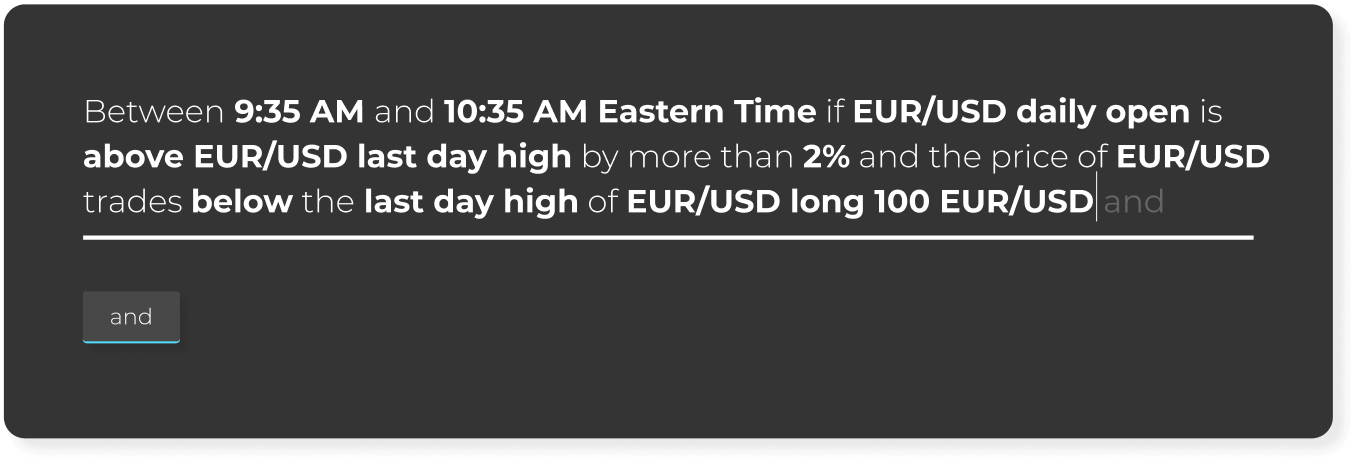 Between 9:35 AM and 10:35 AM Eastern Time if EUR/USD daily open is
above EUR/USD last day high by more than 2% and the price of EUR/USD
trades below the last day high of EUR/USD long 100 EUR/USD and
and